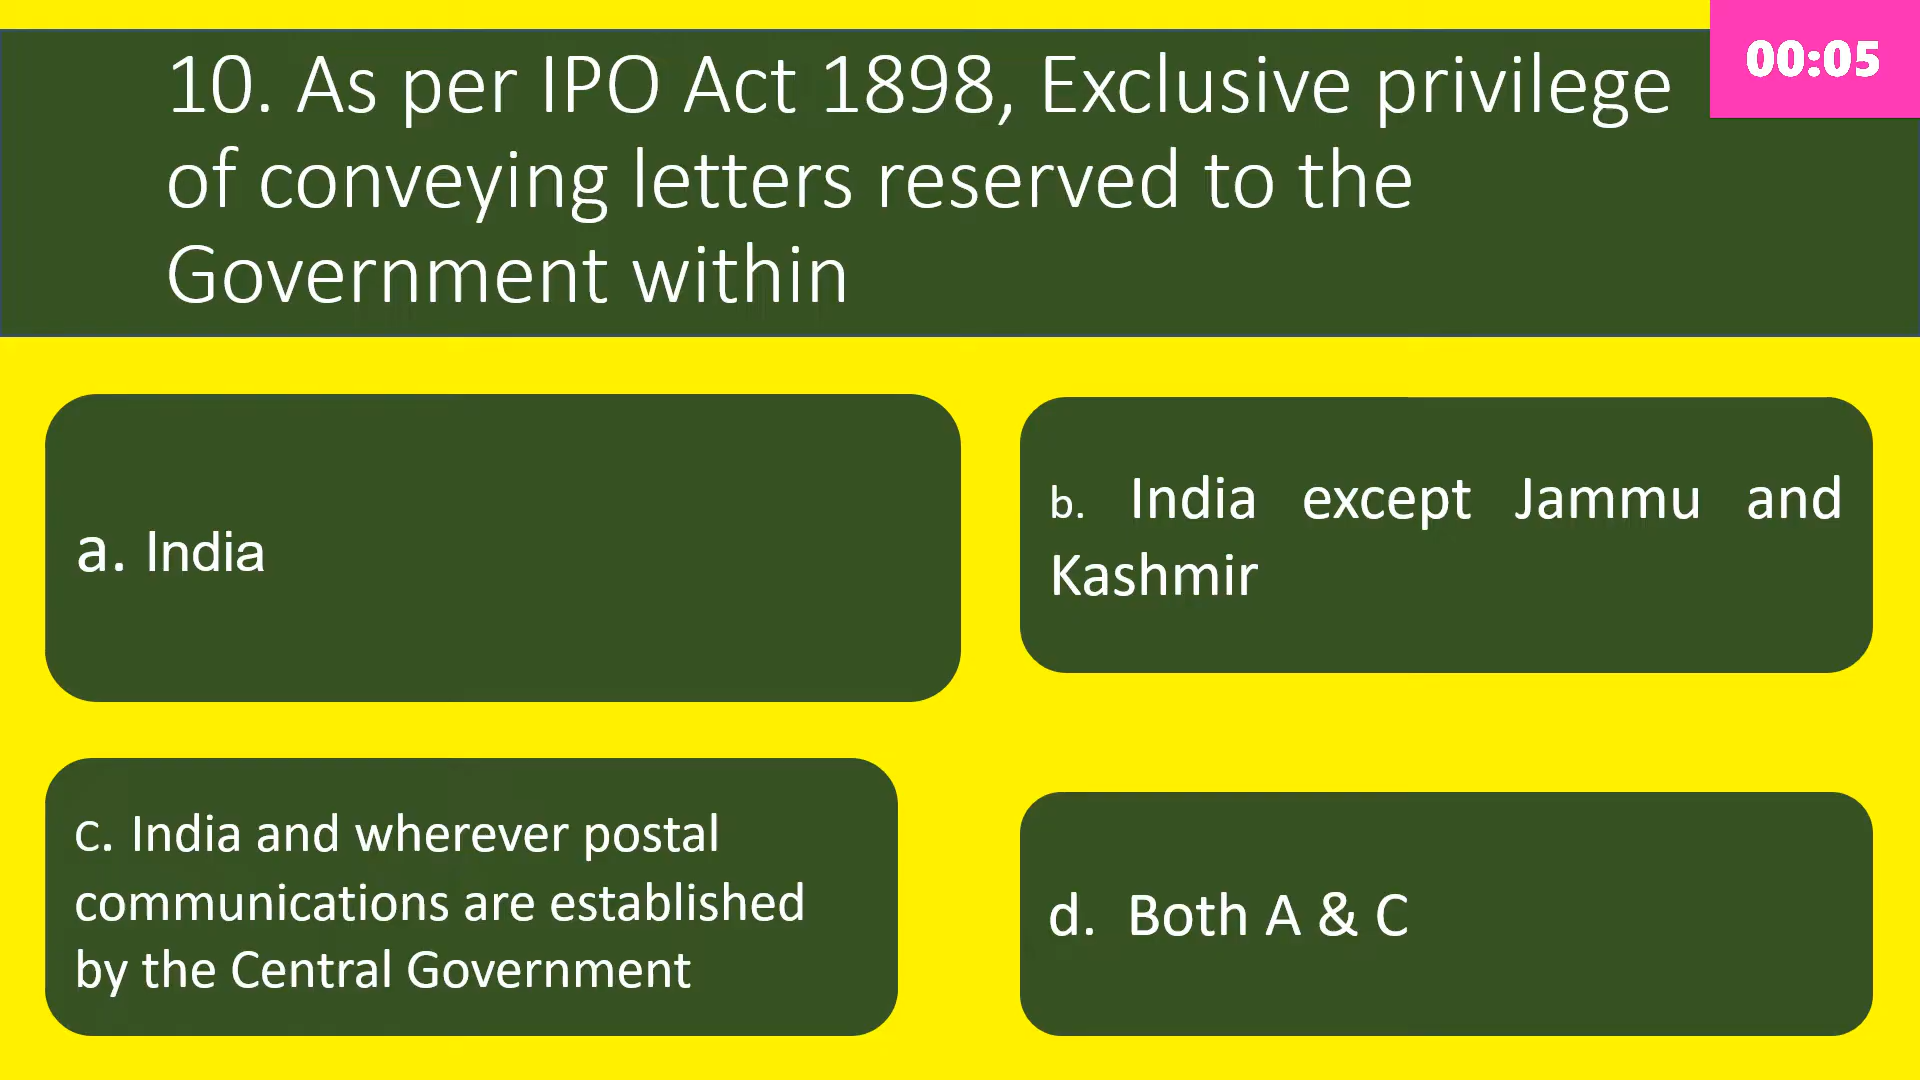 10. As per IPO Act 1898, Exclusive privilege
of conveying letters reserved to the
Government within
00:05
a. India
b. India except Jammu and
Kashmir
c. India and wherever postal
communications are established
by the Central Government
d. Both A & C